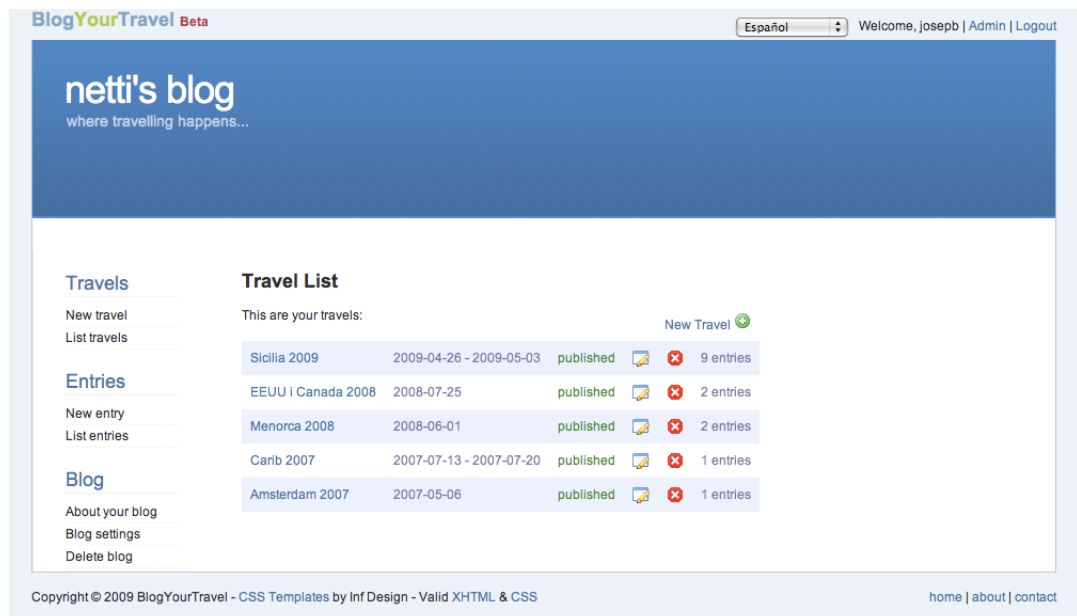 BlogYourTravel Beta
Español Welcome, josepb | Admin | Logout
netti's blog
where travelling happens...
Travels
New travel
List travels
Entries
New entry
List entries
Blog
About your blog
Blog settings
Delete blog
Travel List
This are your travels:
New Travel
Sicilia 2009 2009-04-26 - 2009-05-03 published 9 entries
EEUU i Canada 2008 2008-07-25 published 2 entries
Menorca 2008 2008-06-01 published 2 entries
Carib 2007 2007-07-13 - 2007-07-20 published 1 entries
Amsterdam 2007 2007-05-06 published 1 entries
Copyright © 2009 BlogYourTravel - CSS Templates by Inf Design - Valid XHTML & CSS
home | about | contact